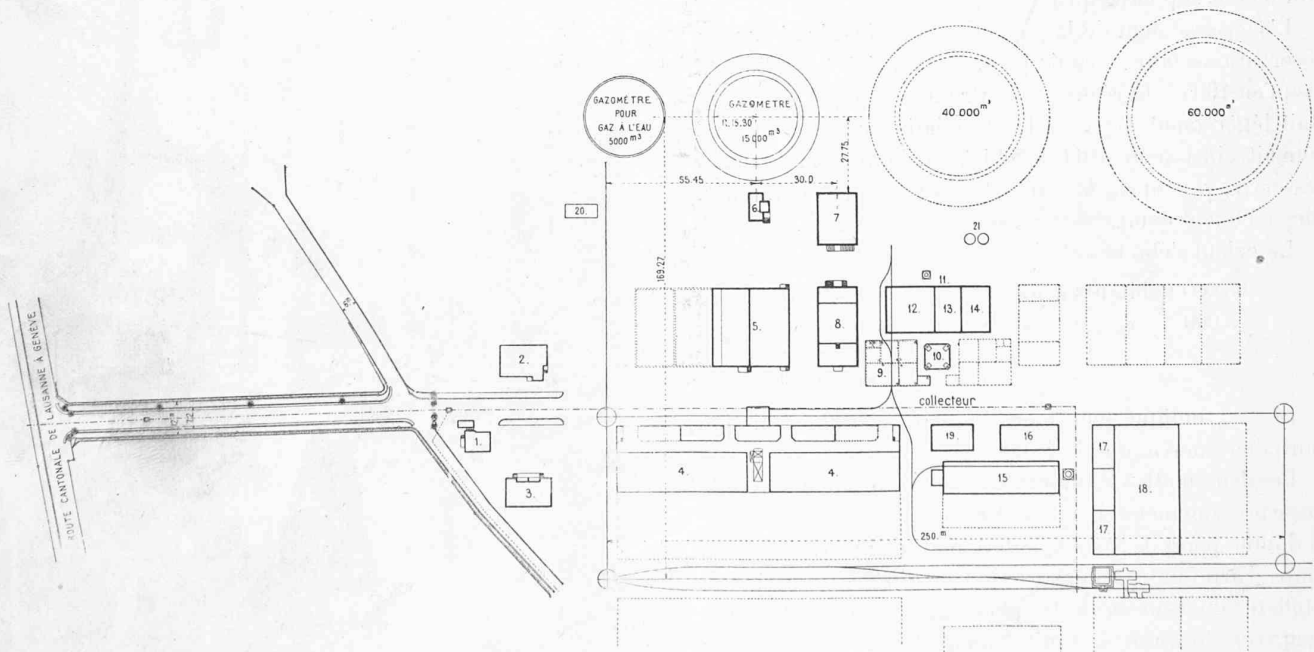 GAZOMÈTRE
POUR
GAZ À L'EAU
5000 m³
GAZOMETRE
15.000 m³
40.000 m³
60.000 m³
27.75
55.45
30.0
20.
6.
7
21
169.27
11.
12.
13.
14.
5.
8.
9.
10.
2.
ROUTE CANTONALE DE LAUSANNE À GENÈVE
collecteur
1.
3.
4.
4.
19.
16.
15
17.
18.
17
250.m